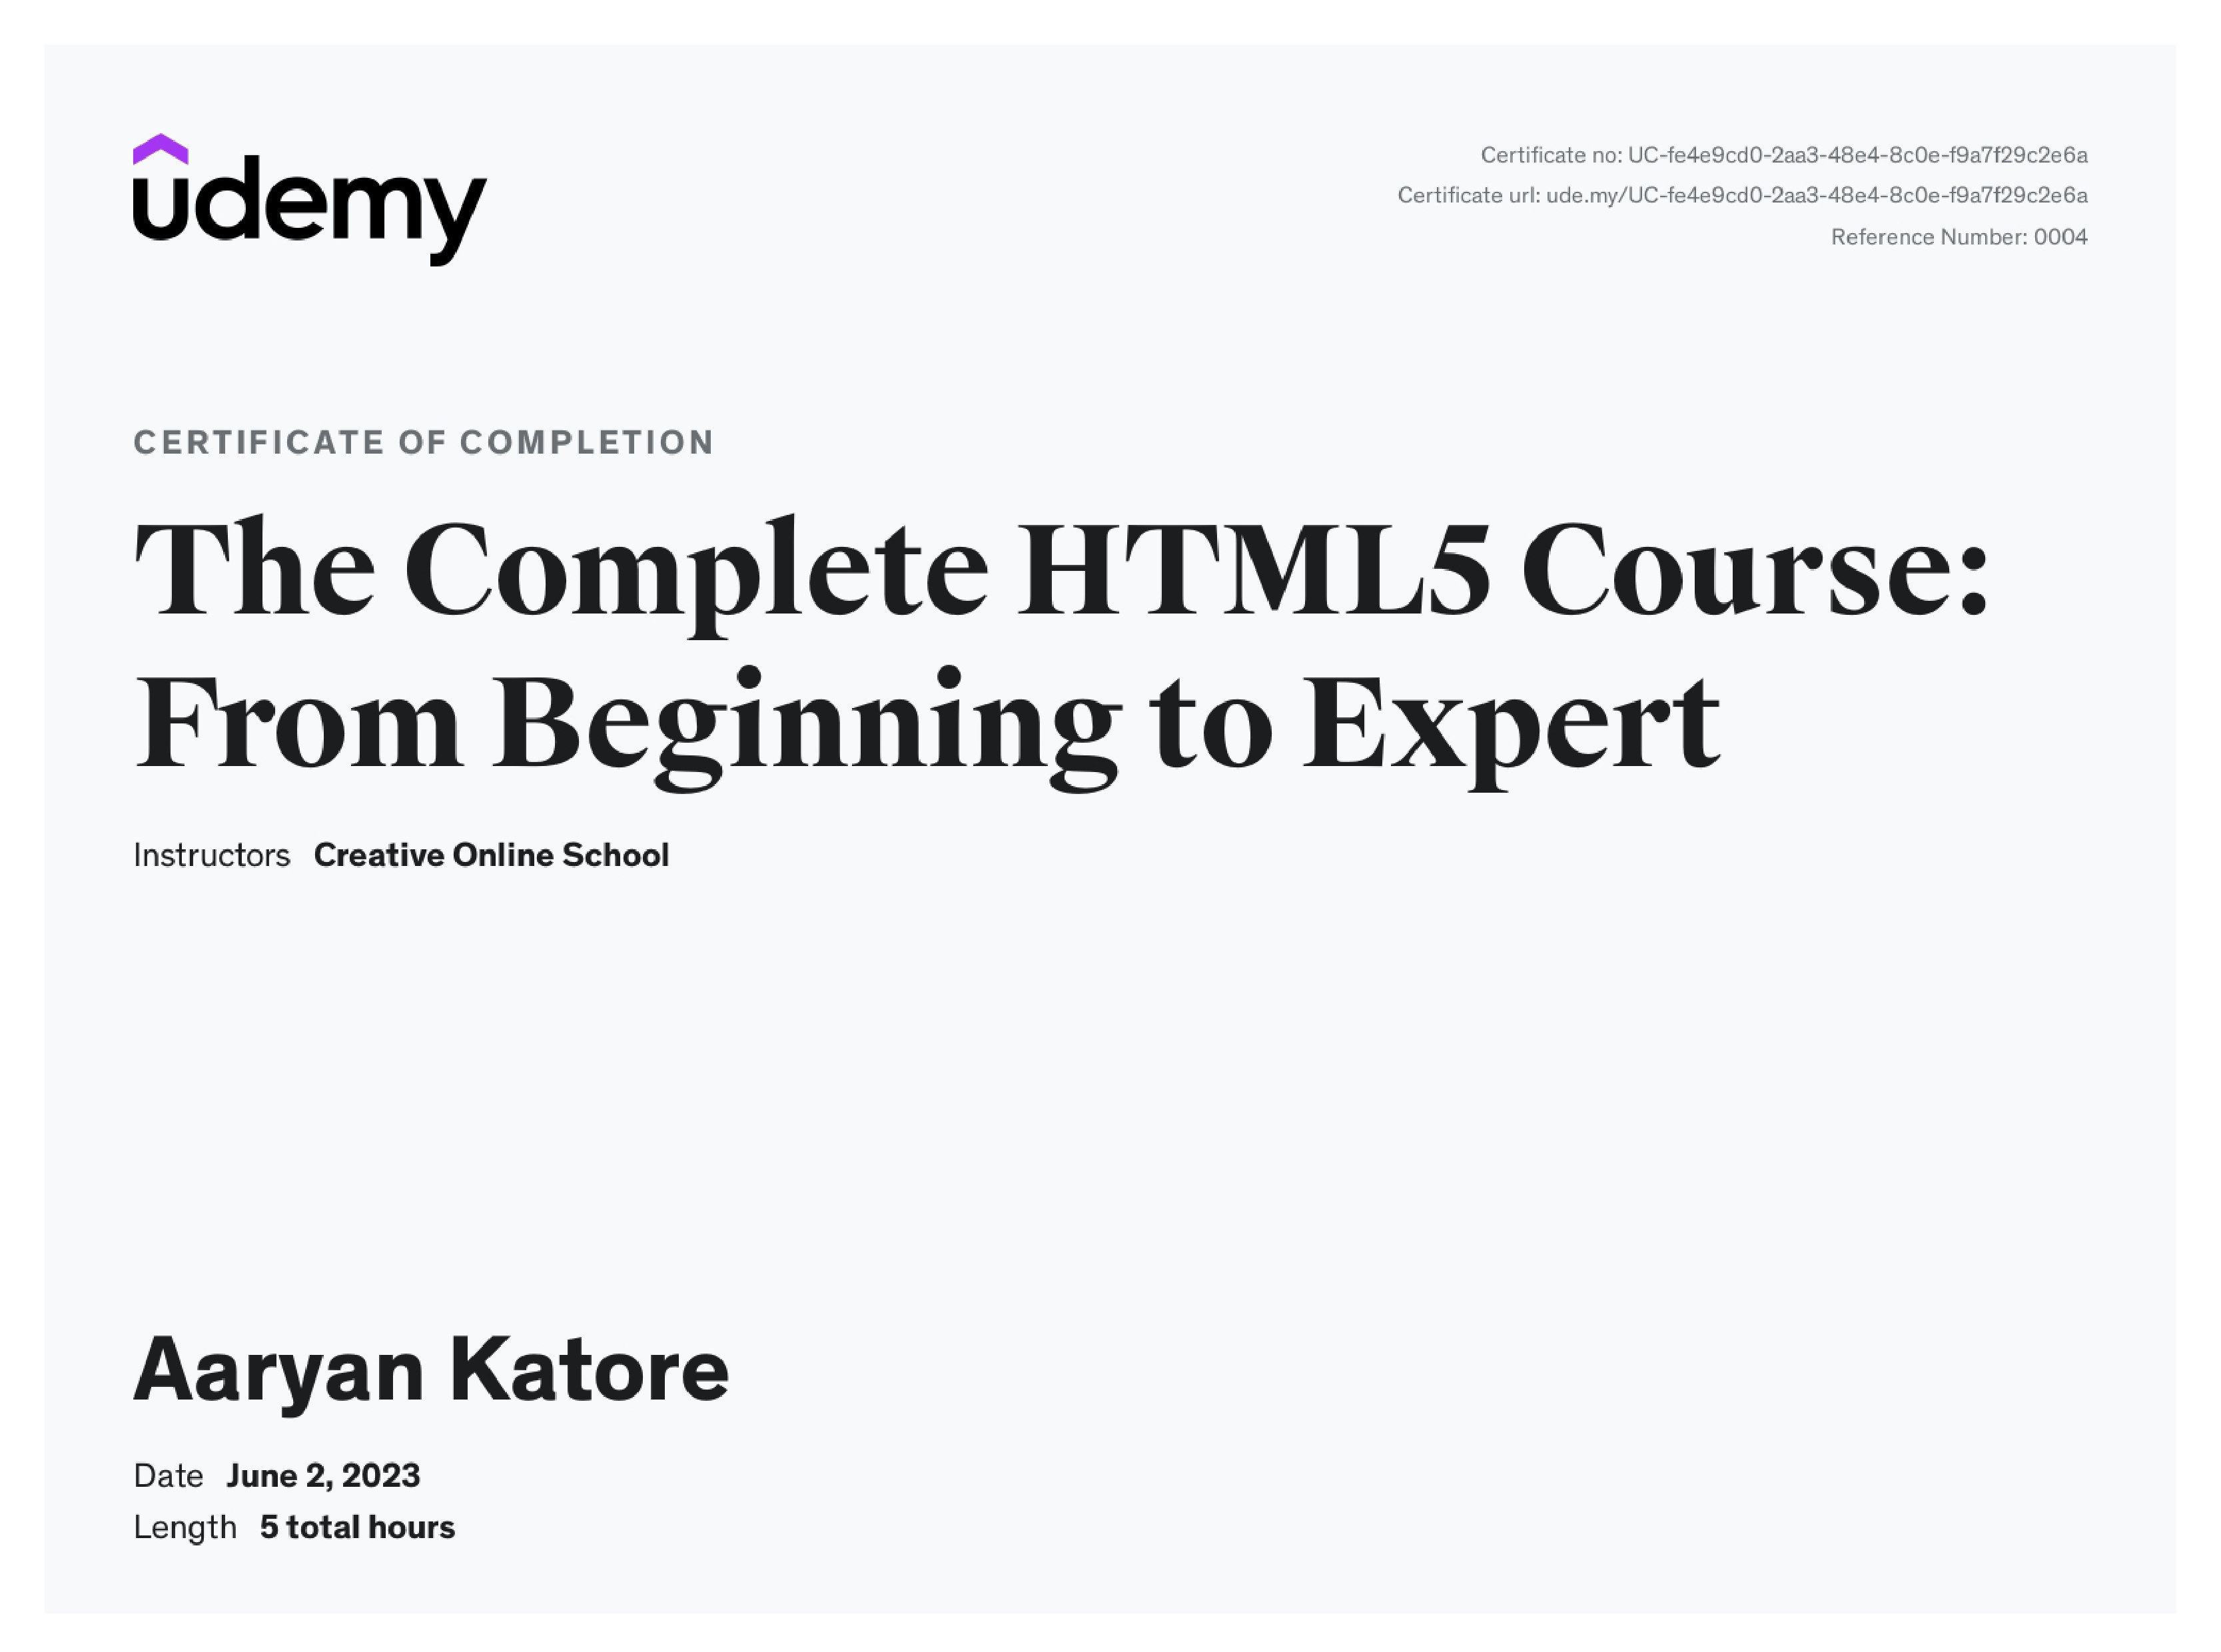 udemy
Certificate no: UC-fe4e9cd0-2aa3-48e4-8c0e-f9a7f29c2e6a
Certificate url: ude.my/UC-fe4e9cd0-2aa3-48e4-8c0e-f9a7f29c2e6a
Reference Number: 0004
CERTIFICATE OF COMPLETION
The Complete HTML5 Course:
From Beginning to Expert
Instructors Creative Online School
Aaryan Katore
Date June 2, 2023
Length 5 total hours